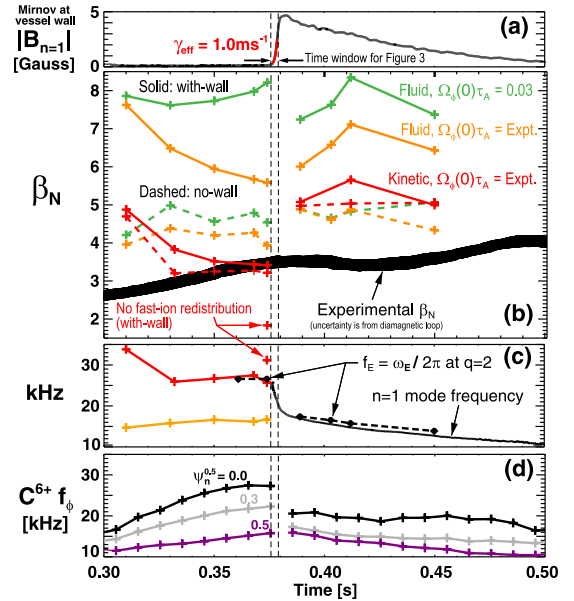 Mirnov at
vessel wall
|B n=1|
[Gauss]
4
2
0
γeff = 1.0ms⁻¹
Time window for Figure 3
(a)
Solid: with-wall
Fluid, Ωϕ(0)τA = 0.03
Fluid, Ωϕ(0)τA = Expt.
Kinetic, Ωϕ(0)τA = Expt.
8
7
6
5
4
3
2
βN
Dashed: no-wall
Experimental βN
(uncertainty is from diamagnetic loop)
(b)
No fast-ion redistribution
(with-wall)
(c)
fE = ωE / 2π at q=2
n=1 mode frequency
30
20
10
kHz
(d)
ψn^0.5 = 0.0
0.3
0.5
30
20
10
C⁶⁺ fϕ
[kHz]
0.30 0.35 0.40 0.45 0.50
Time [s]